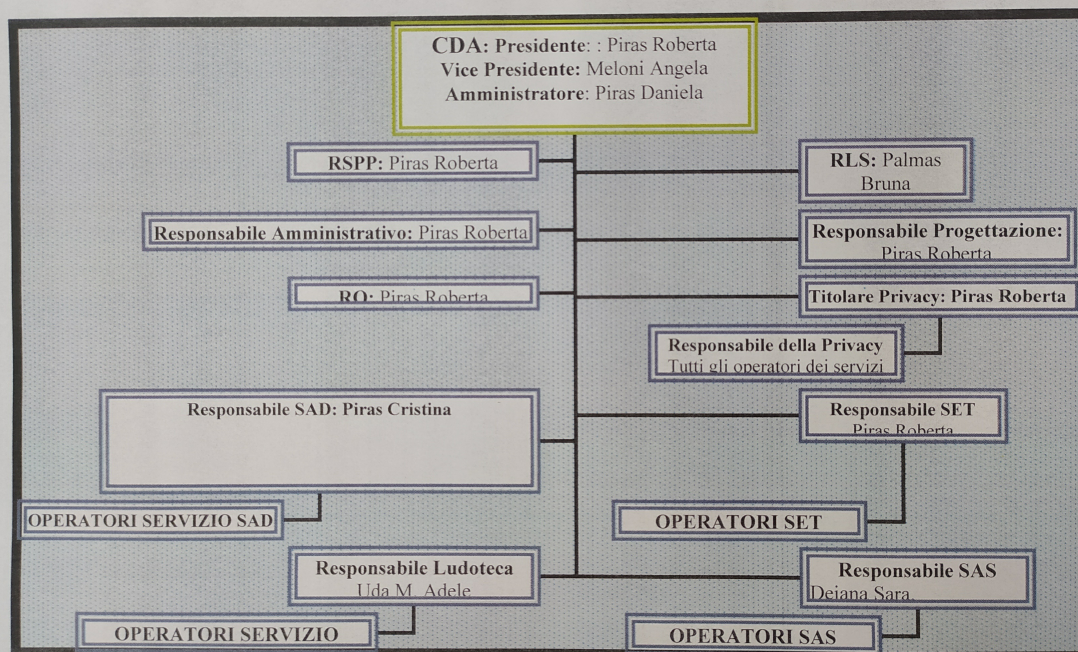 CDA: Presidente: : Piras Roberta
Vice Presidente: Meloni Angela
Amministratore: Piras Daniela
RSPP: Piras Roberta
RLS: Palmas
Bruna
Responsabile Amministrativo: Piras Roberta
Responsabile Progettazione:
Piras Roberta
RQ: Piras Roberta
Titolare Privacy: Piras Roberta
Responsabile della Privacy
Tutti gli operatori dei servizi
Responsabile SAD: Piras Cristina
Responsabile SET
Piras Roberta
OPERATORI SERVIZIO SAD
OPERATORI SET
Responsabile Ludoteca
Uda M. Adele
Responsabile SAS
Deiana Sara.
OPERATORI SERVIZIO
OPERATORI SAS